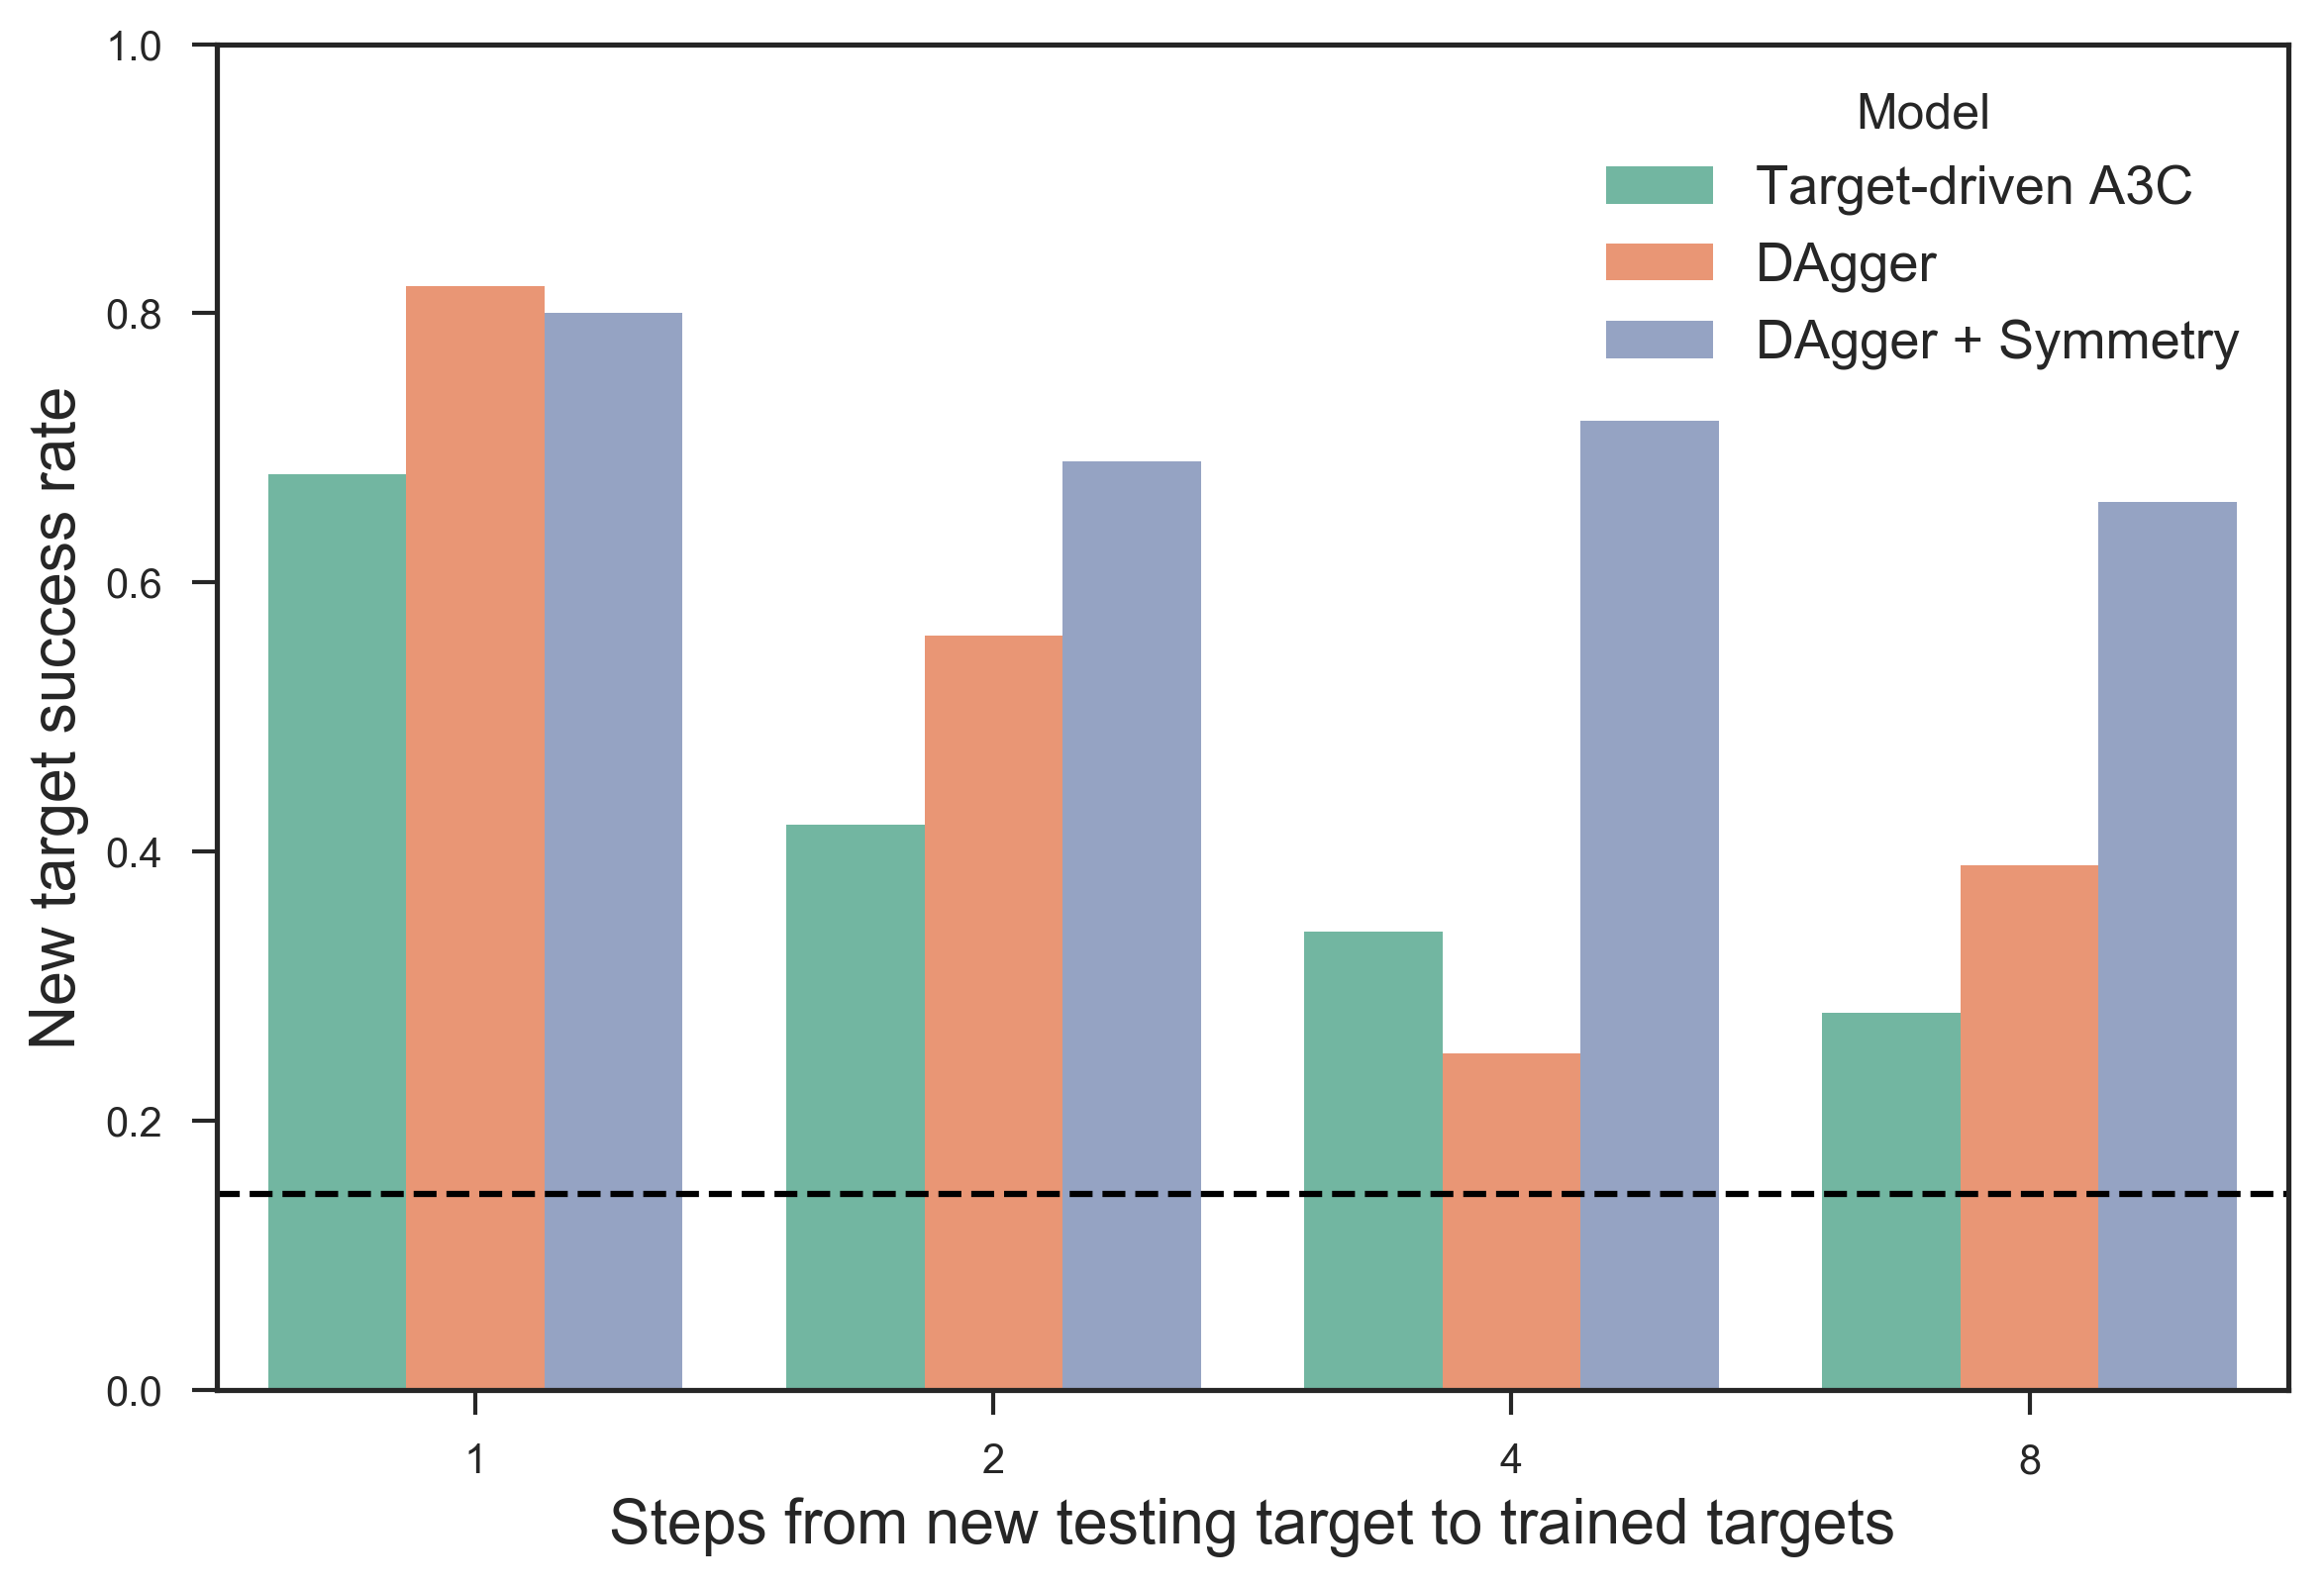 1.0
0.8
0.6
0.4
0.2
0.0
New target success rate
Model
Target-driven A3C
DAgger
DAgger + Symmetry
1
2
4
8
Steps from new testing target to trained targets